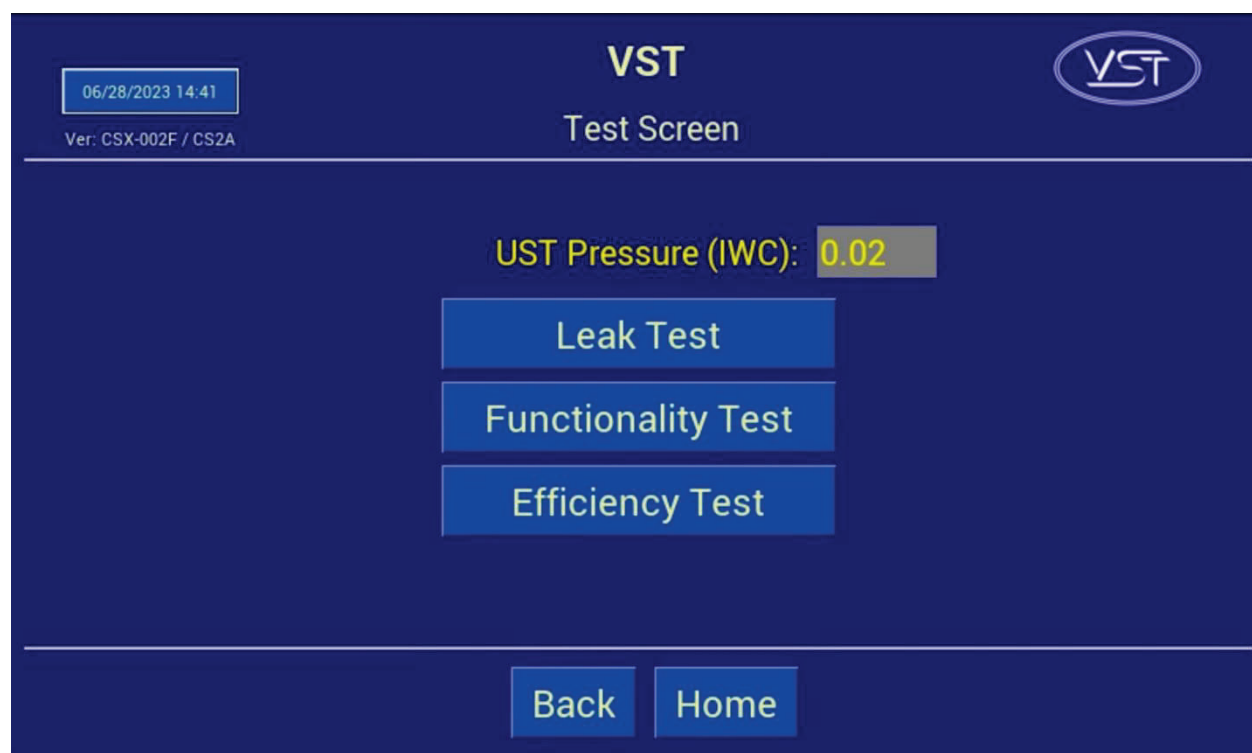 VST
VST
06/28/2023 14:41
Test Screen
Ver: CSX-002F / CS2A
UST Pressure (IWC): 0.02
Leak Test
Functionality Test
Efficiency Test
Back Home